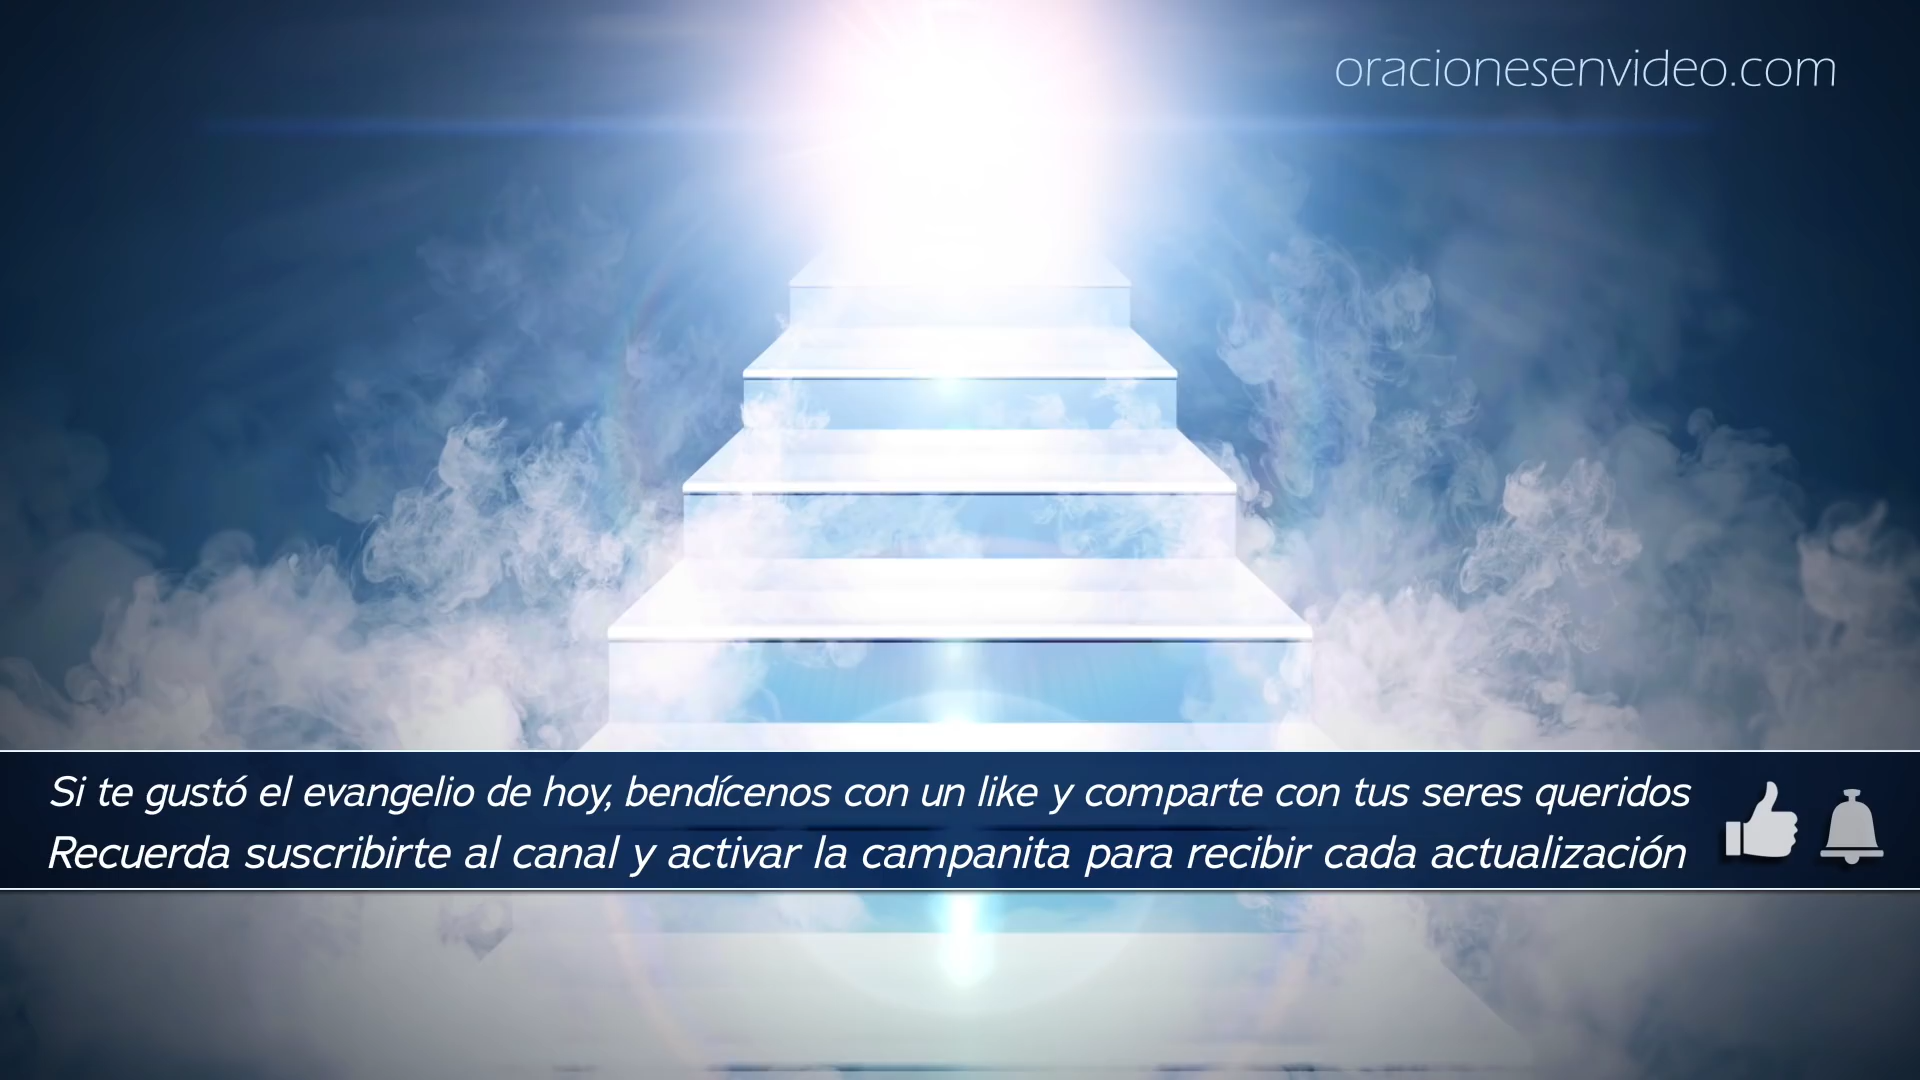 oracionesenvideo.com
Si te gustó el evangelio de hoy, bendícenos con un like y comparte con tus seres queridos
Recuerda suscribirte al canal y activar la campanita para recibir cada actualización